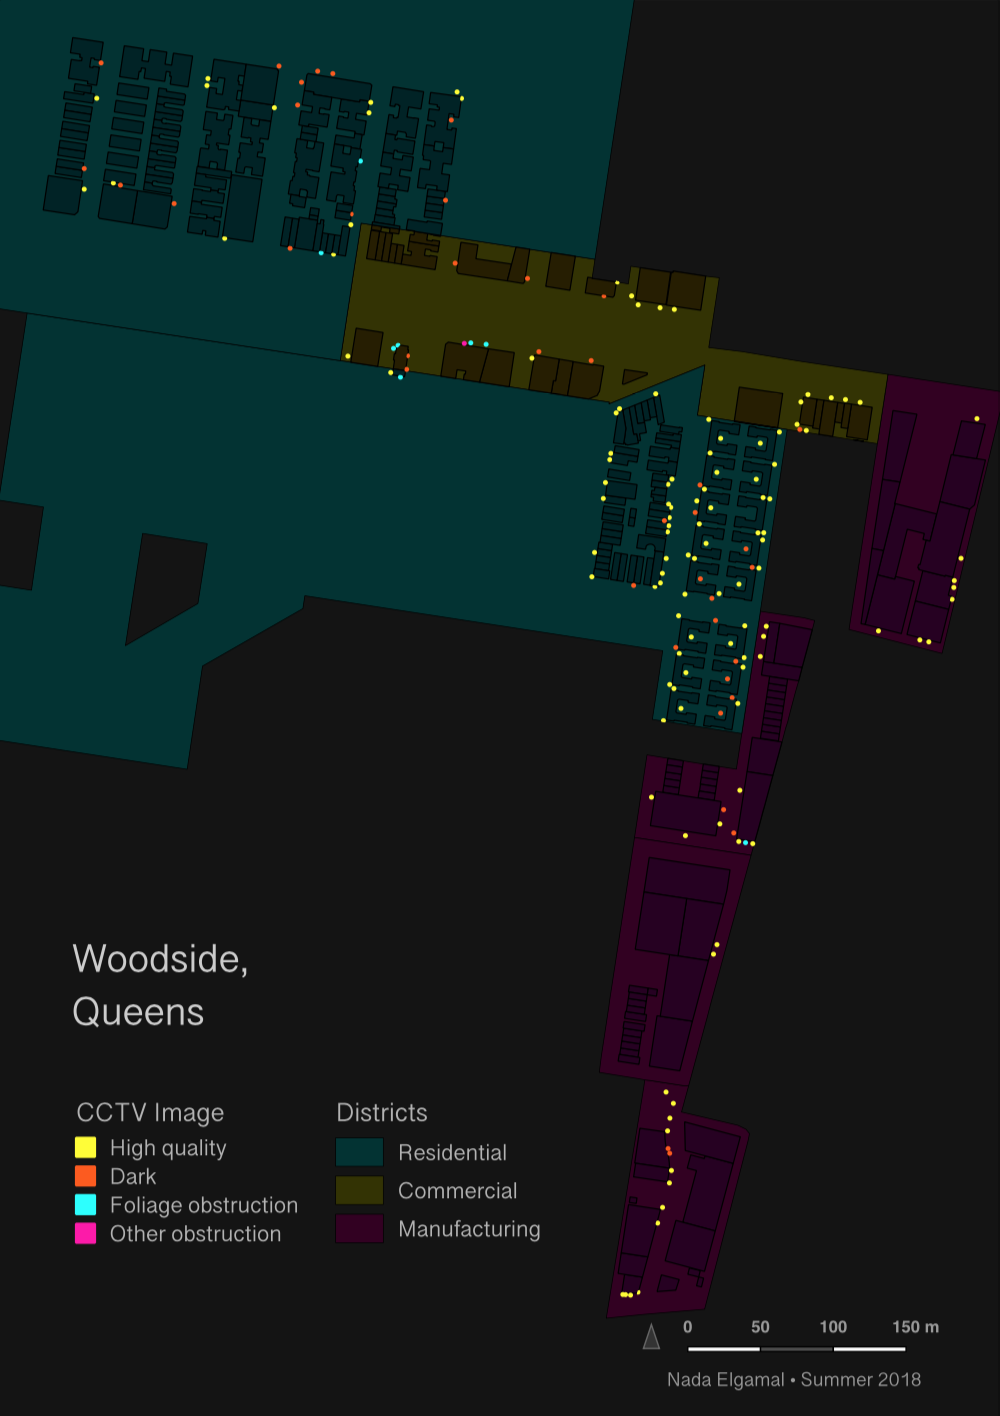 Woodside,
Queens
CCTV Image
High quality
Dark
Foliage obstruction
Other obstruction
Districts
Residential
Commercial
Manufacturing
0 50 100 150 m
Nada Elgamal • Summer 2018